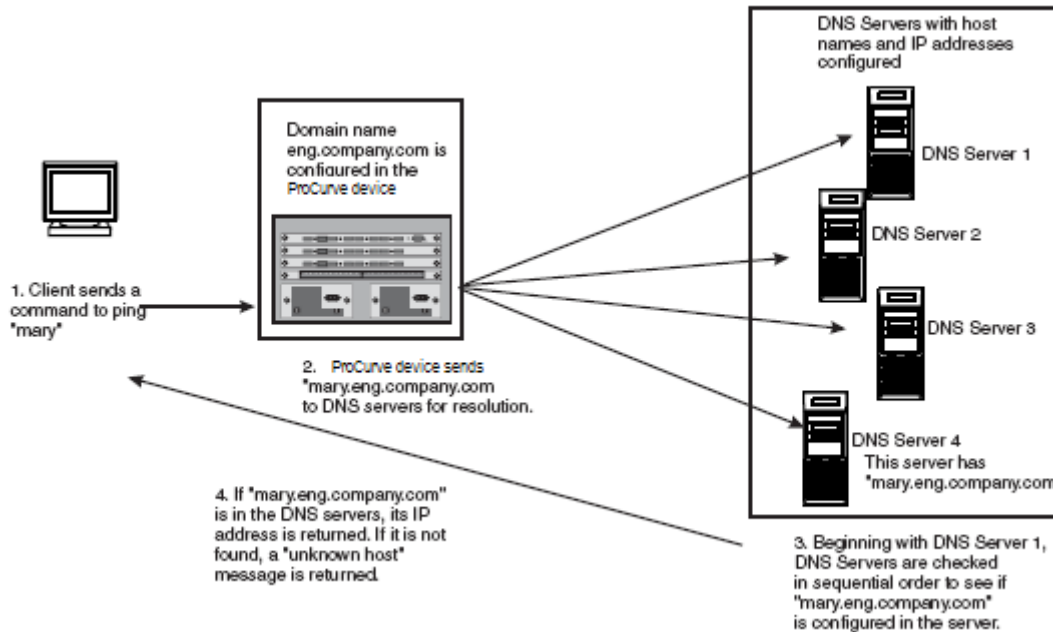 DNS Servers with host
names and IP addresses
configured
DNS Server 1
DNS Server 2
DNS Server 3
DNS Server 4
This server has
"mary.eng.company.com
Domain name
eng.company.com is
configured in the
ProCurve device
1. Client sends a
command to ping
"mary"
2. ProCurve device sends
"mary.eng.company.com
to DNS servers for resolution.
3. Beginning with DNS Server 1,
DNS Servers are checked
in sequential order to see if
"mary.eng.company.com"
is configured in the server.
4. If "mary.eng.company.com"
is in the DNS servers, its IP
address is returned. If it is not
found, a "unknown host"
message is returned.